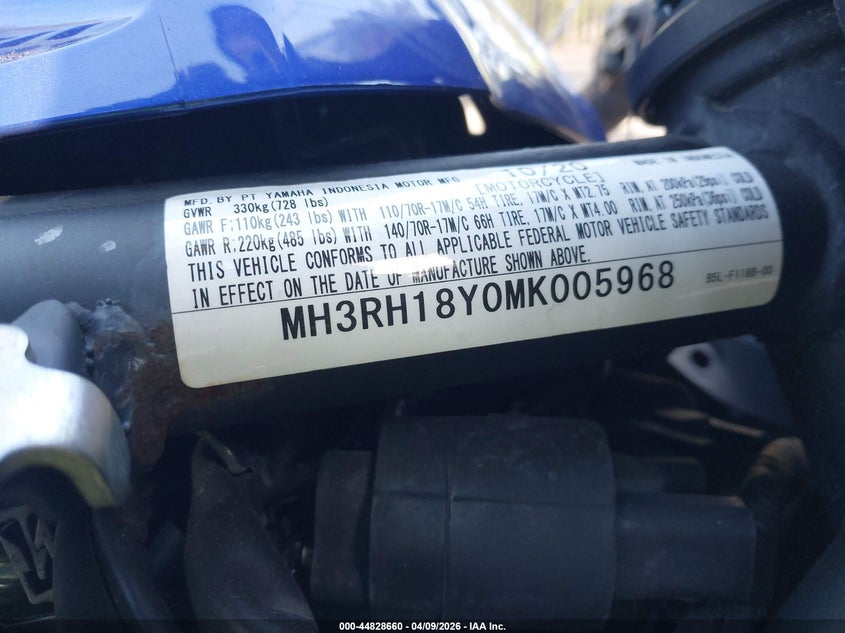 MFD. BY PT YAMAHA INDONESIA MOTOR MFG 10/20 MADE IN INDONESIA
GVWR 330kg(728 lbs) [MOTORCYCLE]
GAWR F:110kg(243 lbs) WITH 110/70R-17M/C 54H TIRE, 17M/C X MT2.75 RIM, AT 200kPa(29psi) COLD
GAWR R:220kg(485 lbs) WITH 140/70R-17M/C 66H TIRE, 17M/C X MT4.00 RIM, AT 250kPa(36psi) COLD
THIS VEHICLE CONFORMS TO ALL APPLICABLE FEDERAL MOTOR VEHICLE SAFETY STANDARDS
IN EFFECT ON THE DATE OF MANUFACTURE SHOWN ABOVE.
MH3RH18Y0MK005968
B5L-F118B-00
000-44828660 - 04/09/2026 - IAA Inc.